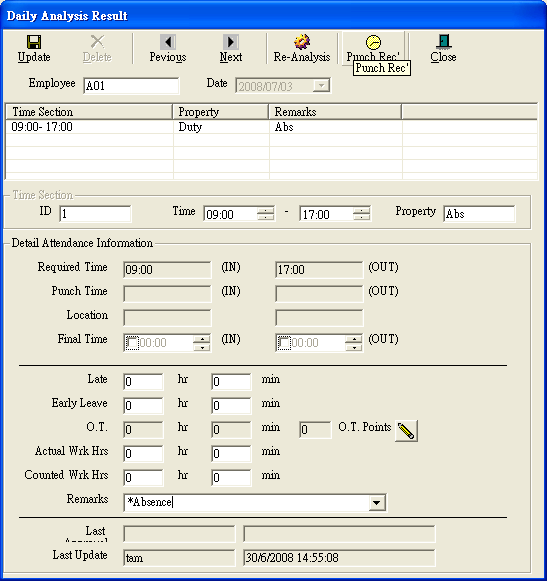 Daily Analysis Result
Update Delete Pevious Next Re-Analysis Punch Rec' Close
Punch Rec'
Employee A01 Date 2008/07/03
Time Section Property Remarks
09:00- 17:00 Duty Abs
Time Section
ID 1 Time 09:00 - 17:00 Property Abs
Detail Attendance Information
Required Time 09:00 (IN) 17:00 (OUT)
Punch Time (IN) (OUT)
Location
Final Time 00:00 (IN) 00:00 (OUT)
Late 0 hr 0 min
Early Leave 0 hr 0 min
O.T. 0 hr 0 min 0 O.T. Points
Actual Wrk Hrs 0 hr 0 min
Counted Wrk Hrs 0 hr 0 min
Remarks *Absence
Last
Last Update tam 30/6/2008 14:55:08